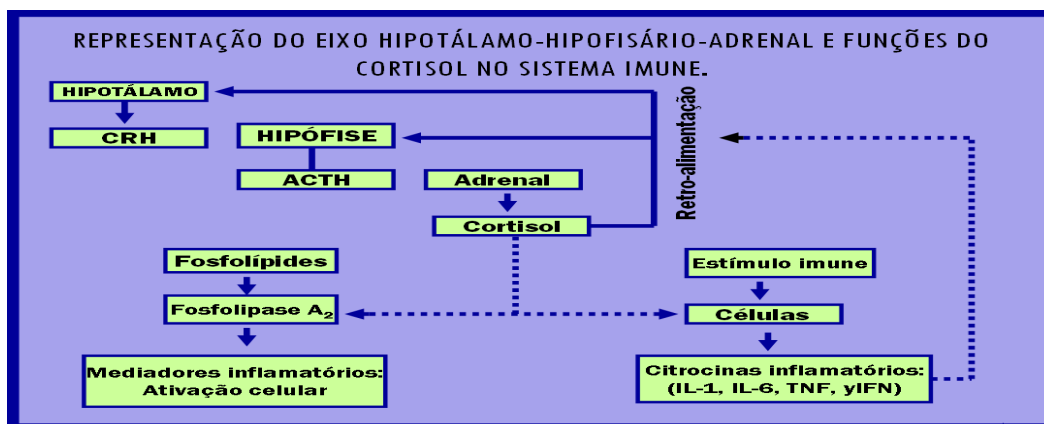 REPRESENTAÇÃO DO EIXO HIPOTÁLAMO-HIPOFISÁRIO-ADRENAL E FUNÇÕES DO
CORTISOL NO SISTEMA IMUNE.
HIPOTÁLAMO
CRH
HIPÓFISE
ACTH
Adrenal
Cortisol
Retro-alimentação
Fosfolípides
Fosfolipase A₂
Mediadores inflamatórios:
Ativação celular
Estímulo imune
Células
Citrocinas inflamatórios:
(IL-1, IL-6, TNF, yIFN)